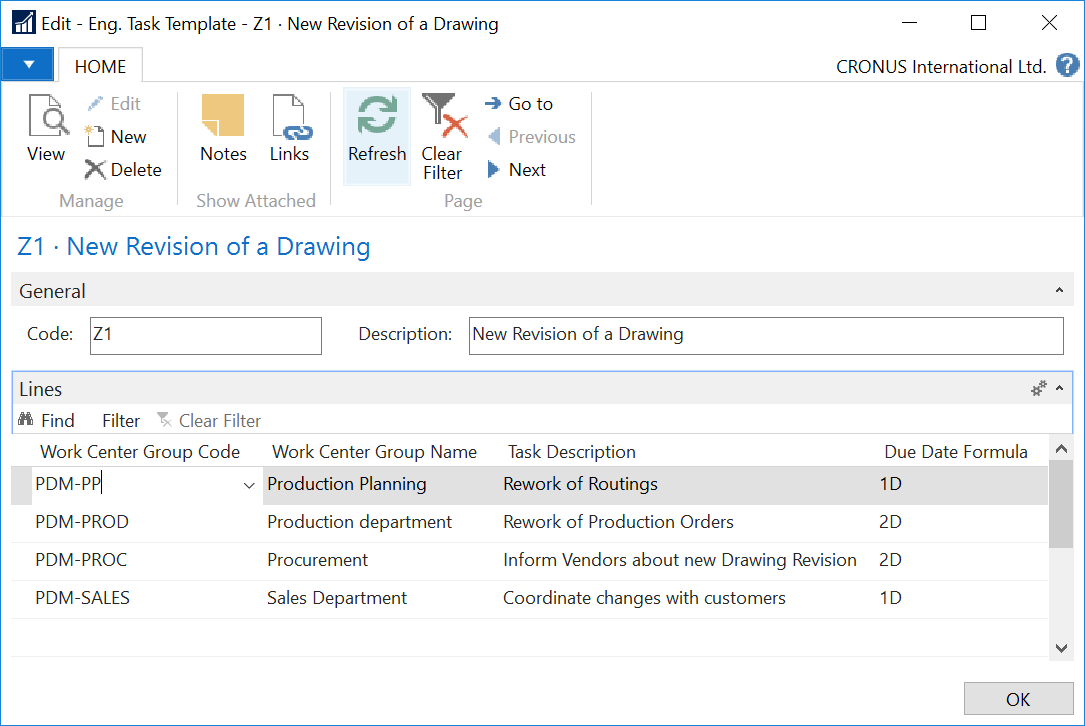 Edit - Eng. Task Template - Z1 · New Revision of a Drawing
HOME
CRONUS International Ltd. ?
View
Edit
New
Delete
Manage
Notes
Links
Show Attached
Refresh
Clear Filter
Go to
Previous
Next
Page
Z1 · New Revision of a Drawing
General
Code: Z1 Description: New Revision of a Drawing
Lines
Find Filter Clear Filter
Work Center Group Code Work Center Group Name Task Description Due Date Formula
PDM-PP Production Planning Rework of Routings 1D
PDM-PROD Production department Rework of Production Orders 2D
PDM-PROC Procurement Inform Vendors about new Drawing Revision 2D
PDM-SALES Sales Department Coordinate changes with customers 1D
OK